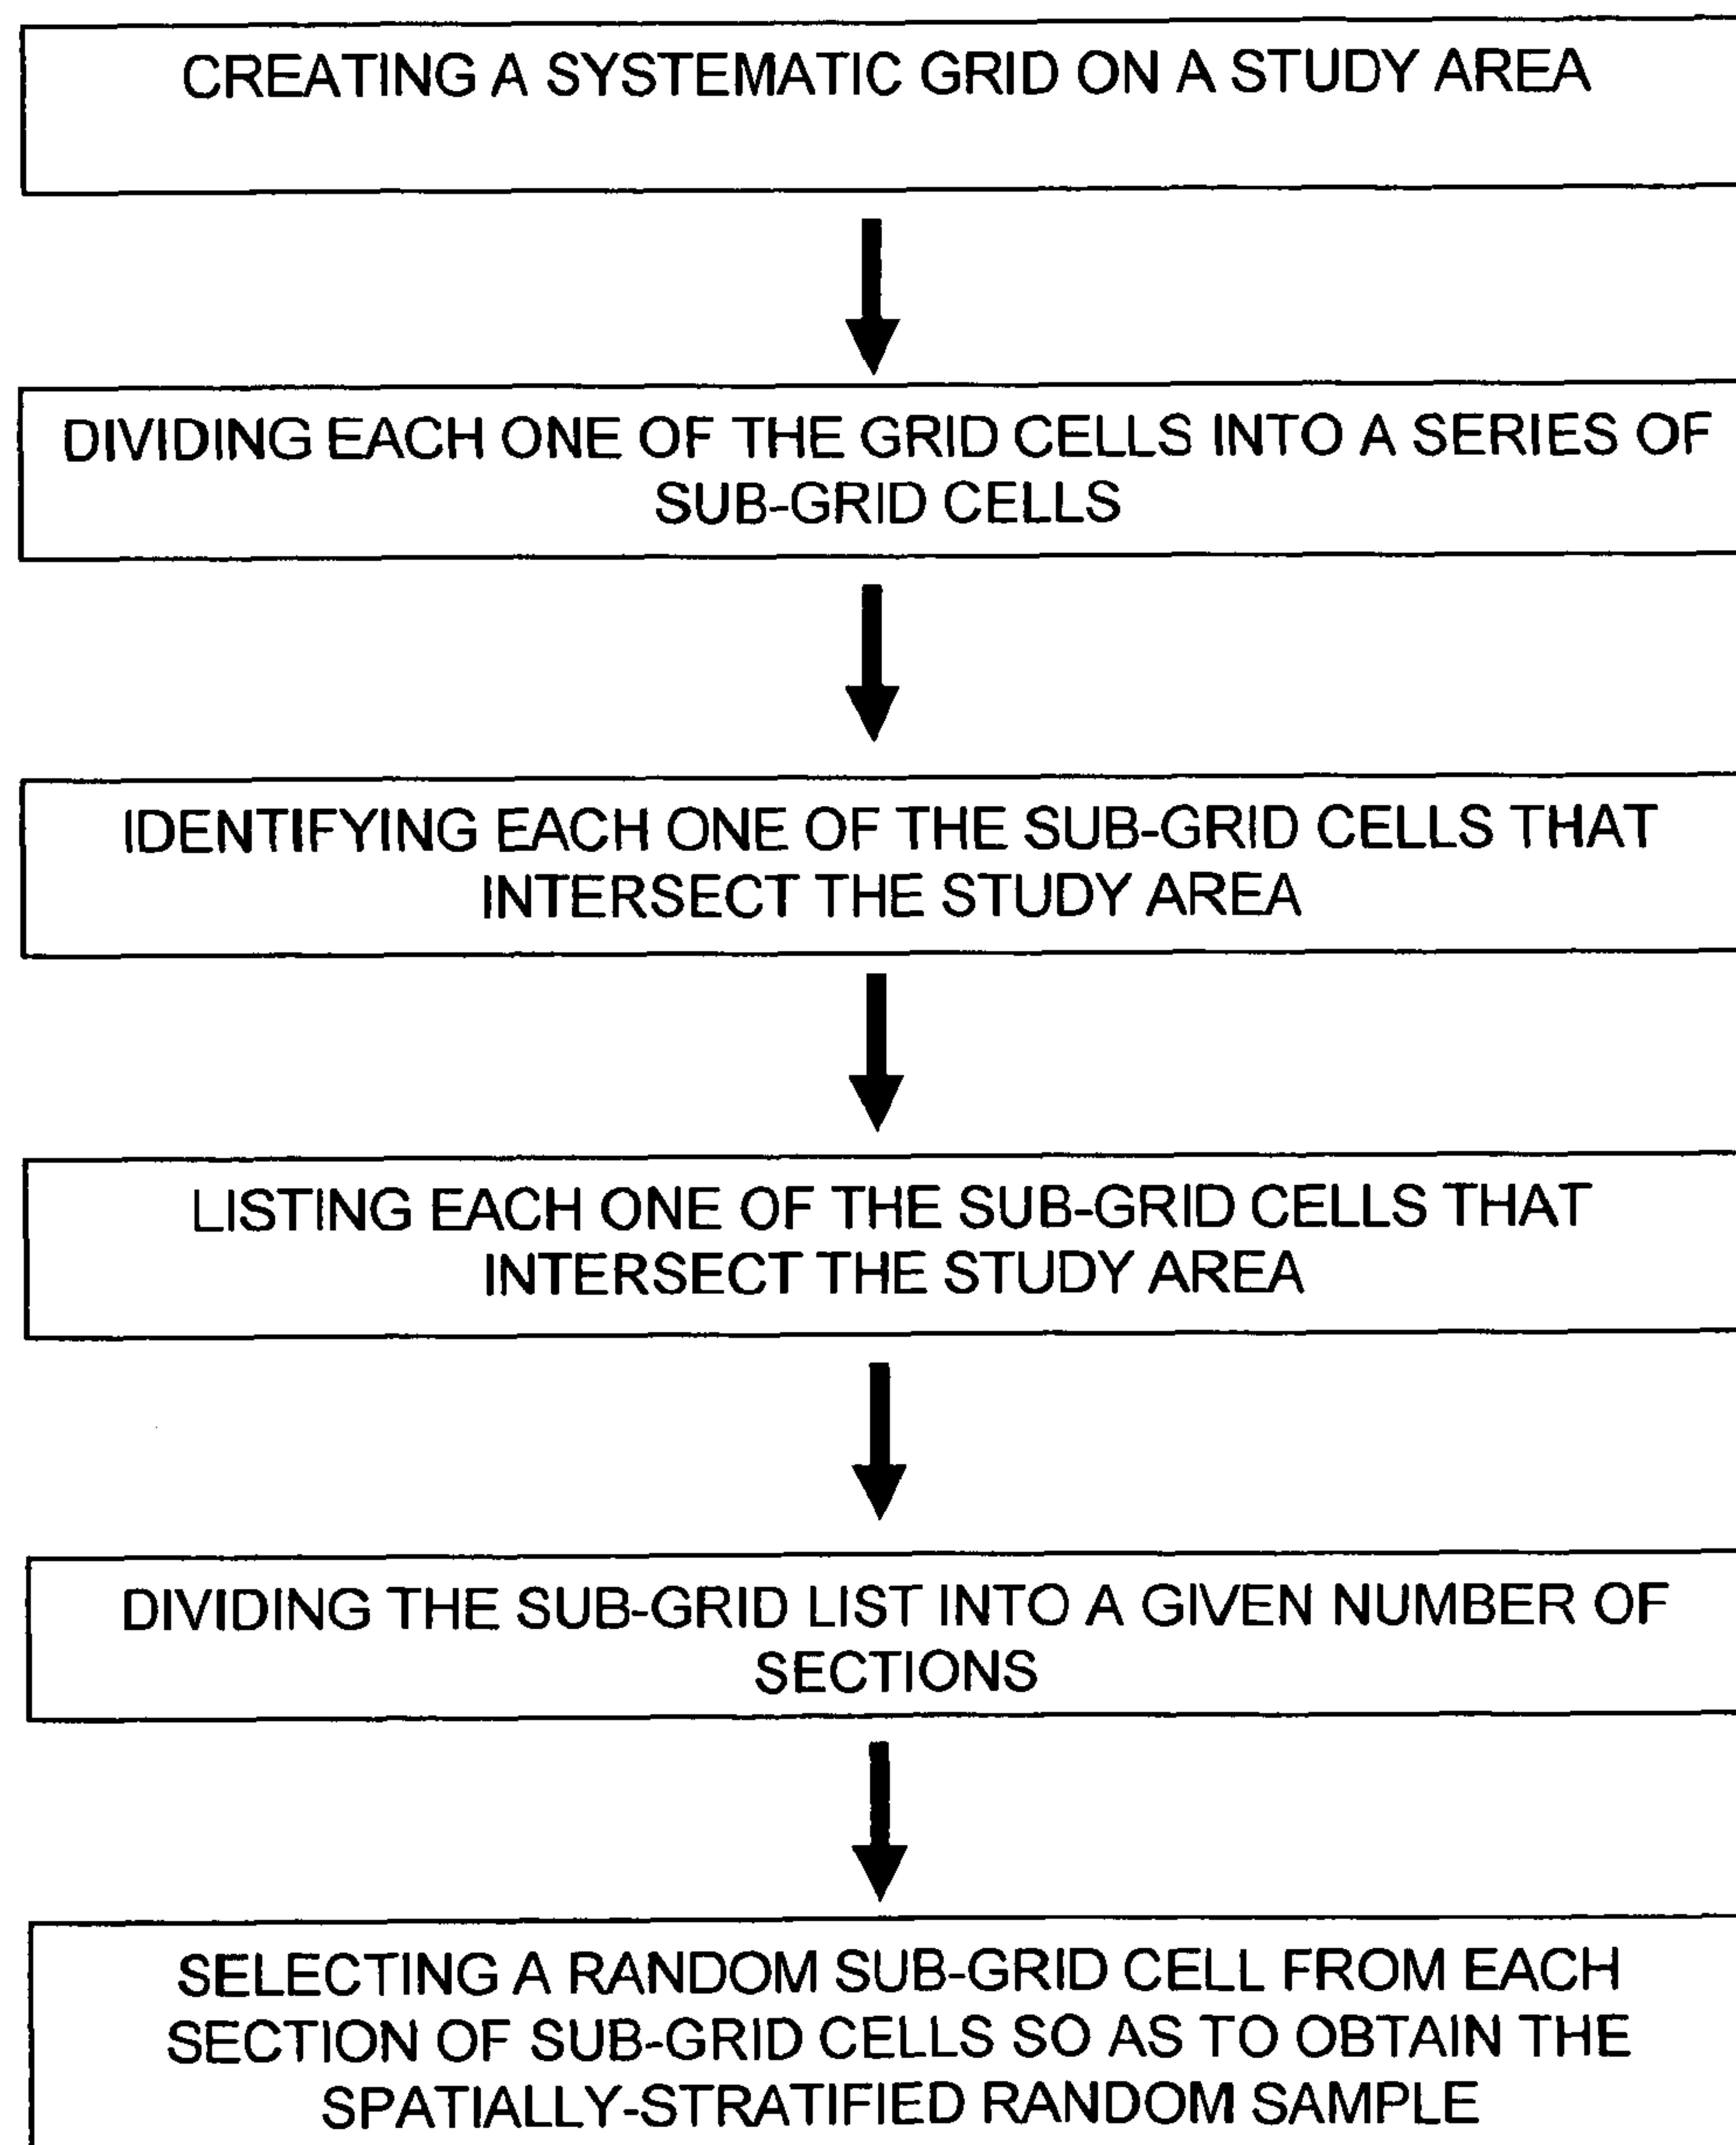 CREATING A SYSTEMATIC GRID ON A STUDY AREA
DIVIDING EACH ONE OF THE GRID CELLS INTO A SERIES OF
SUB-GRID CELLS
IDENTIFYING EACH ONE OF THE SUB-GRID CELLS THAT
INTERSECT THE STUDY AREA
LISTING EACH ONE OF THE SUB-GRID CELLS THAT
INTERSECT THE STUDY AREA
DIVIDING THE SUB-GRID LIST INTO A GIVEN NUMBER OF
SECTIONS
SELECTING A RANDOM SUB-GRID CELL FROM EACH
SECTION OF SUB-GRID CELLS SO AS TO OBTAIN THE
SPATIALLY-STRATIFIED RANDOM SAMPLE